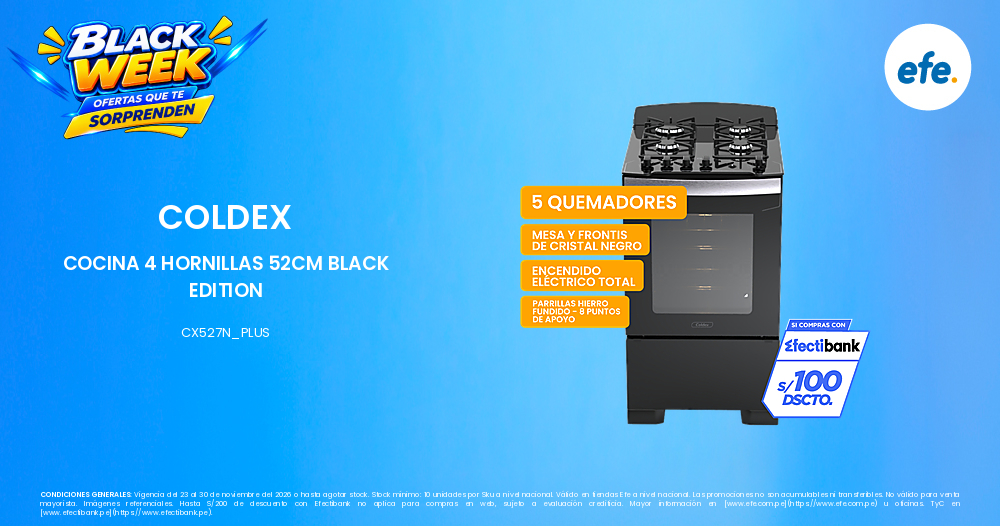 BLACK
WEEK
OFERTAS QUE TE
SORPRENDEN
efe.
COLDEX
COCINA 4 HORNILLAS 52CM BLACK
EDITION
CX527N_PLUS
5 QUEMADORES
MESA Y FRONTIS
DE CRISTAL NEGRO
ENCENDIDO
ELÉCTRICO TOTAL
PARRILLAS HIERRO
FUNDIDO - 8 PUNTOS
DE APOYO
Coldex
SI COMPRAS CON
Efectibank
S/100
DSCTO.
CONDICIONES GENERALES: Vigencia del 23 al 30 de noviembre del 2026 o hasta agotar stock. Stock mínimo: 10 unidades por Sku a nivel nacional. Válido en tiendas Efe a nivel nacional. Las promociones no son acumulables ni transferibles. No válido para venta
mayorista. Imágenes referenciales. Hasta S/200 de descuento con Efectibank no aplica para compras en web, sujeto a evaluación crediticia. Mayor información en [www.efe.com.pe](https://www.efe.com.pe) u oficinas. TyC en
[www.efectibank.pe](https://www.efectibank.pe).